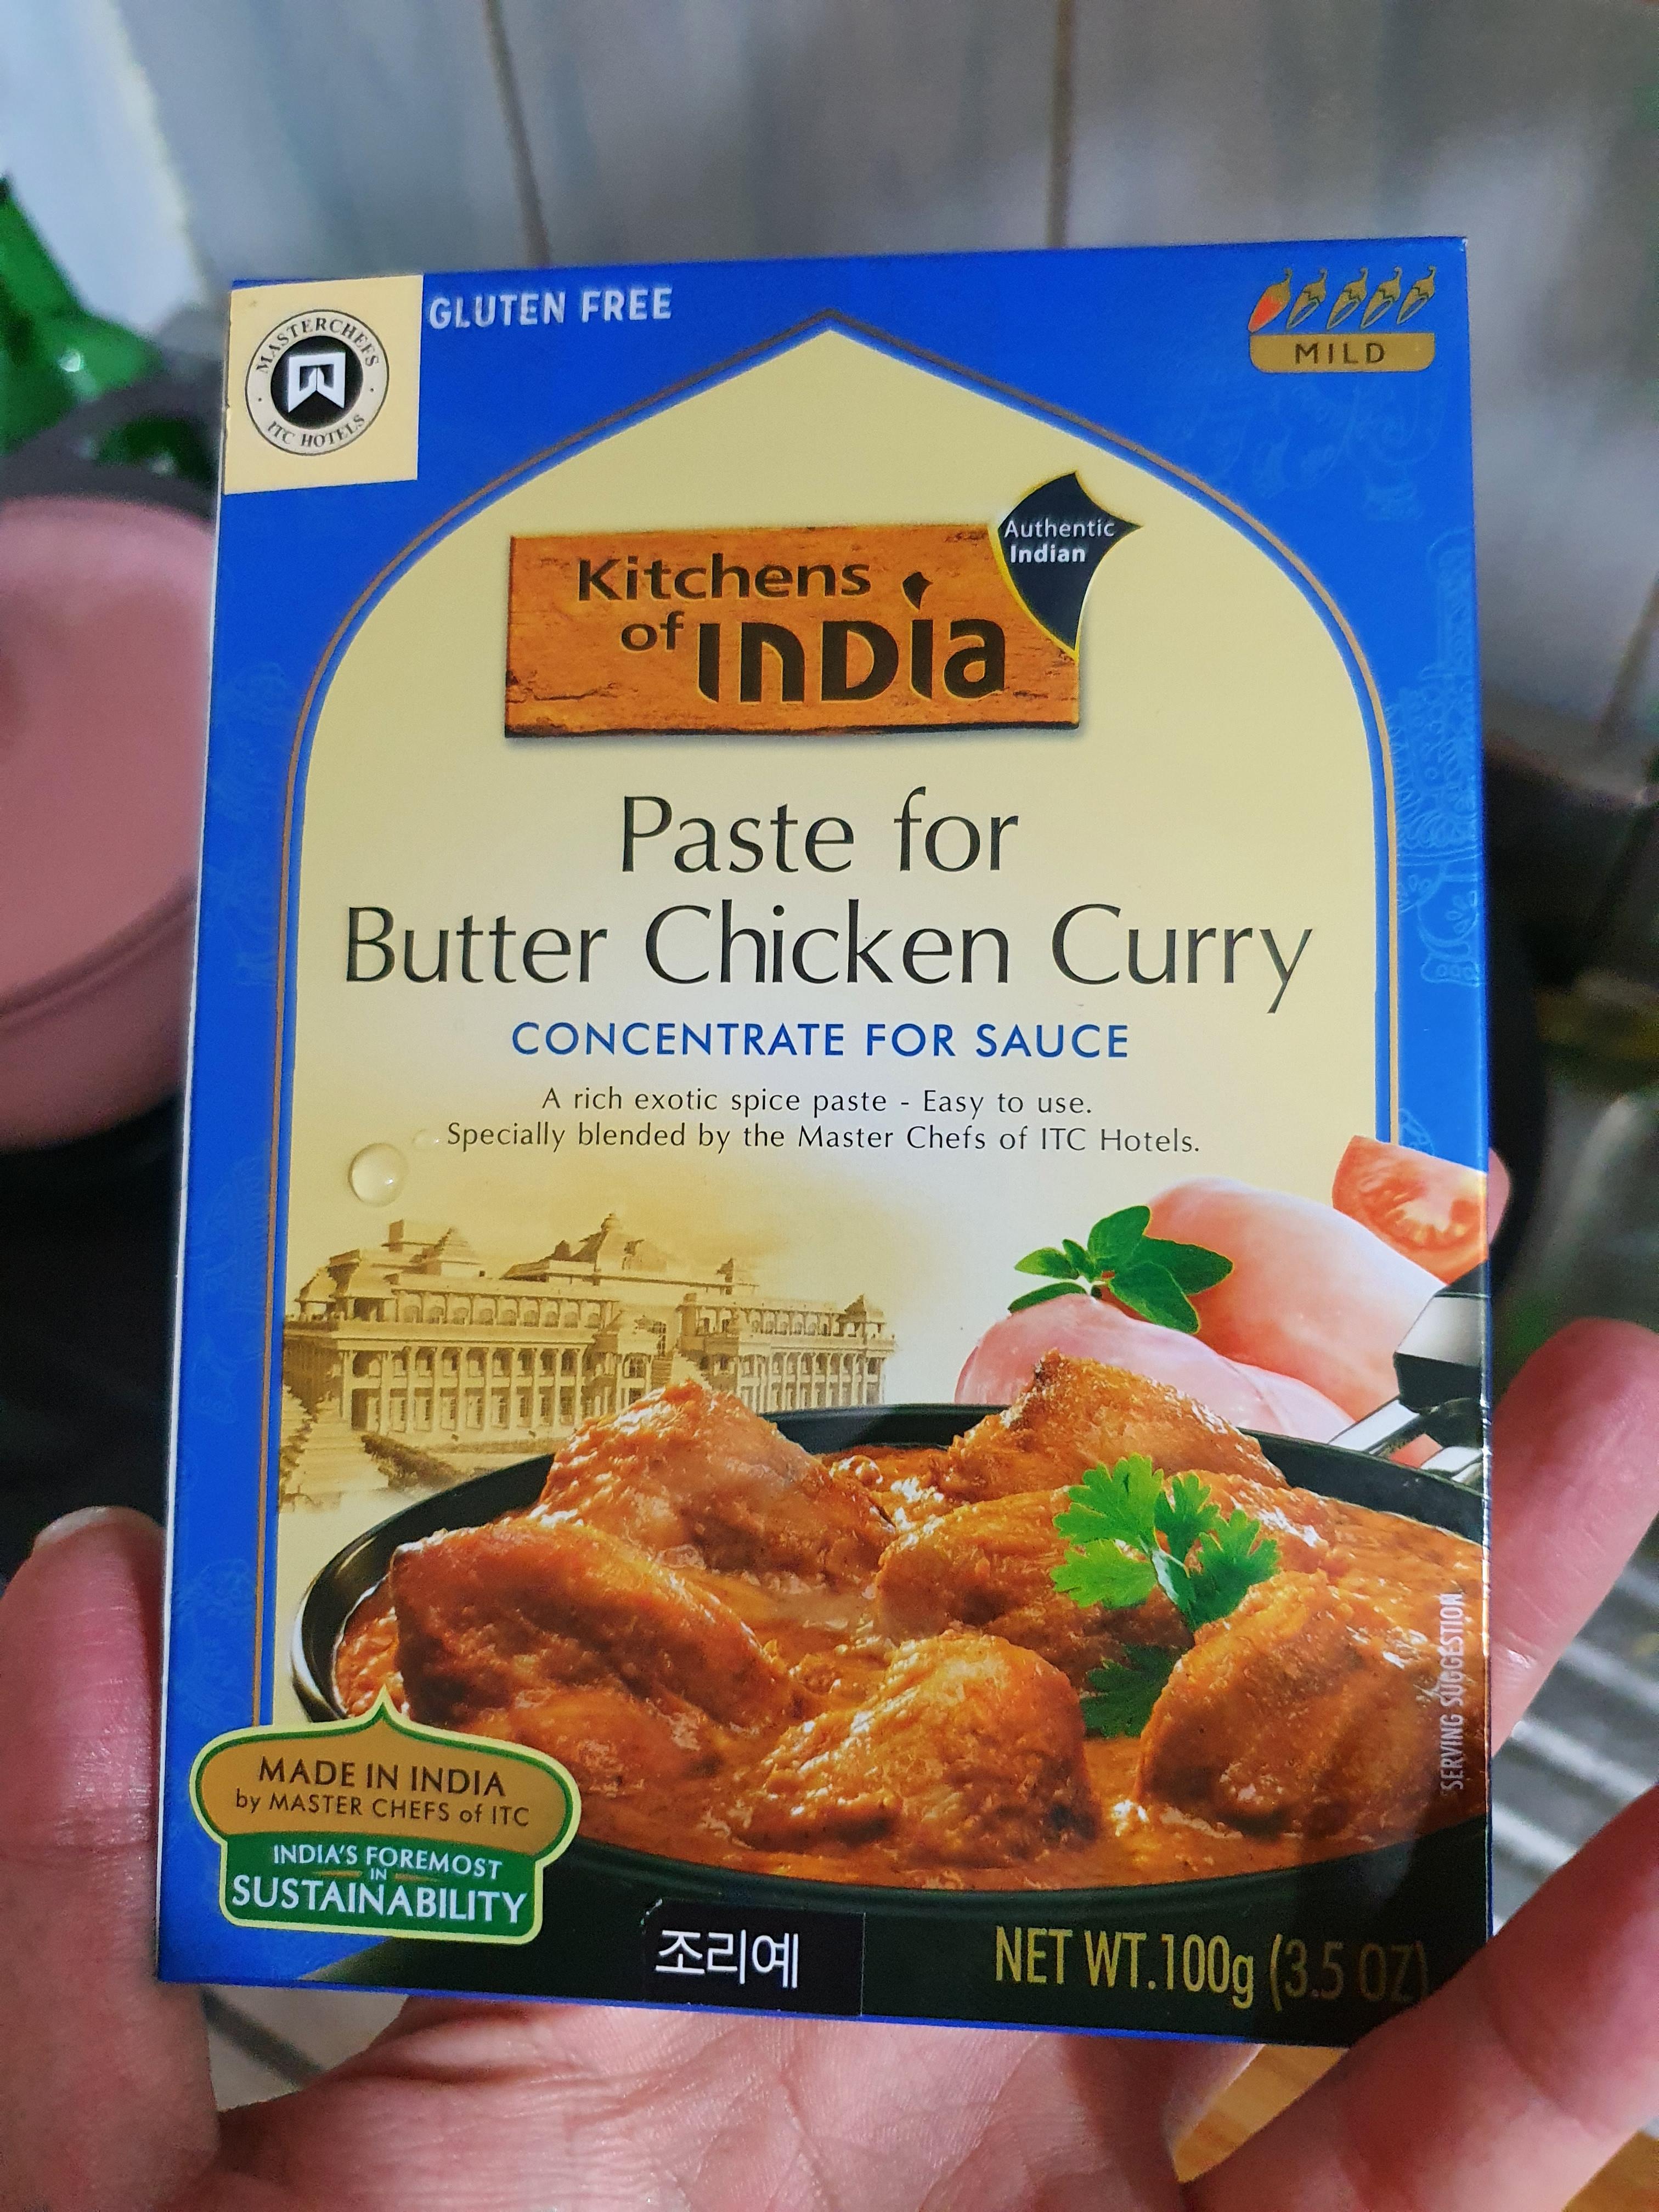 GLUTEN FREE
MILD
MASTERCHEFS
ITC HOTELS
Authentic
Indian
Kitchens
of INDIA
Paste for
Butter Chicken Curry
CONCENTRATE FOR SAUCE
A rich exotic spice paste - Easy to use.
Specially blended by the Master Chefs of ITC Hotels.
SERVING SUGGESTION
MADE IN INDIA
by MASTER CHEFS of ITC
INDIA'S FOREMOST
IN
SUSTAINABILITY
조리예
NET WT.100g (3.5 OZ)